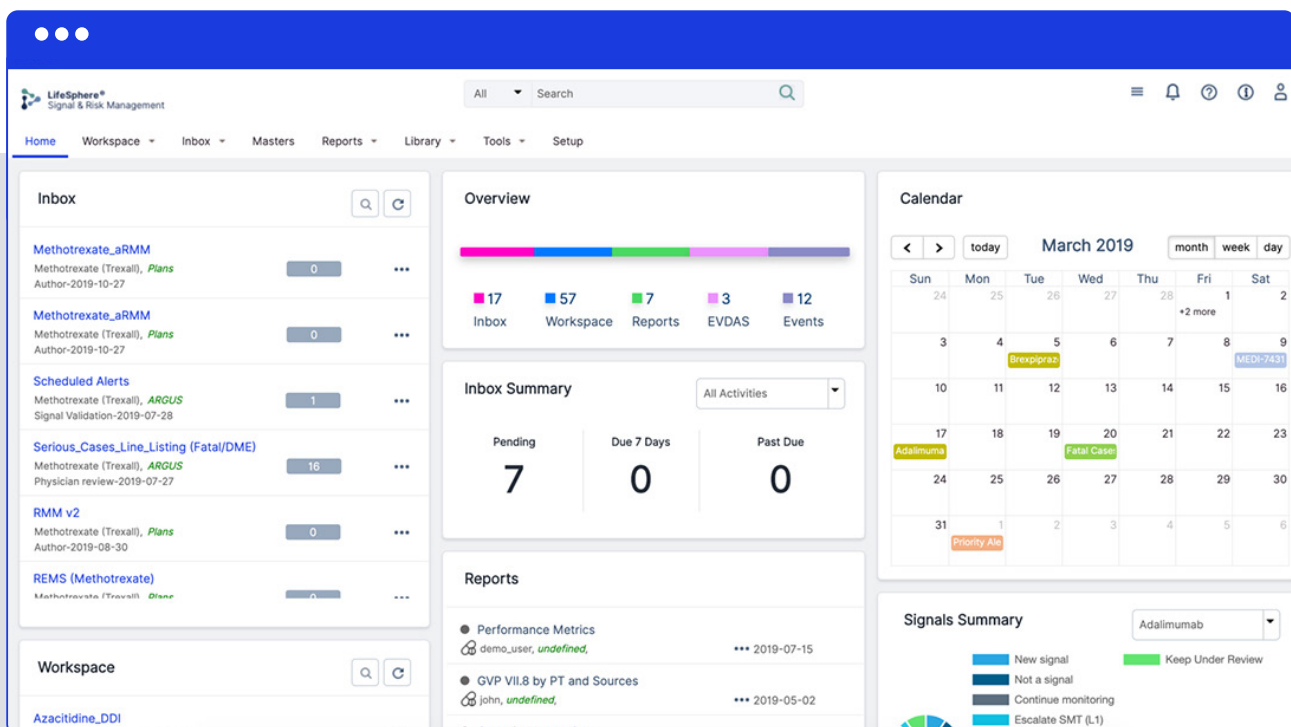 LifeSphere®
Signal & Risk Management
All Search
Home Workspace Inbox Masters Reports Library Tools Setup
Inbox
Methotrexate_aRMM
Methotrexate (Trexall), Plans
Author-2019-10-27
0
Methotrexate_aRMM
Methotrexate (Trexall), Plans
Author-2019-10-27
0
Scheduled Alerts
Methotrexate (Trexall), ARGUS
Signal Validation-2019-07-28
1
Serious_Cases_Line_Listing (Fatal/DME)
Methotrexate (Trexall), ARGUS
Physician review-2019-07-27
16
RMM v2
Methotrexate (Trexall), Plans
Author-2019-08-30
0
REMS (Methotrexate)
Methotrexate (Trexall), Plans
0
Workspace
Azacitidine_DDI
Overview
17 57 7 3 12
Inbox Workspace Reports EVDAS Events
Inbox Summary
All Activities
Pending Due 7 Days Past Due
7 0 0
Reports
Performance Metrics
demo_user, undefined, ••• 2019-07-15
GVP VII.8 by PT and Sources
john, undefined, ••• 2019-05-02
Calendar
today March 2019 month week day
Sun Mon Tue Wed Thu Fri Sat
24 25 26 27 28 1 2
+2 more
3 4 5 6 7 8 9
Brexpipraz MEDI-7431
10 11 12 13 14 15 16
17 18 19 20 21 22 23
Adalimuma Fatal Cases
24 25 26 27 28 29 30
31 1 2 3 4 5 6
Priority Ale
Signals Summary
Adalimumab
New signal Keep Under Review
Not a signal
Continue monitoring
Escalate SMT (L1)